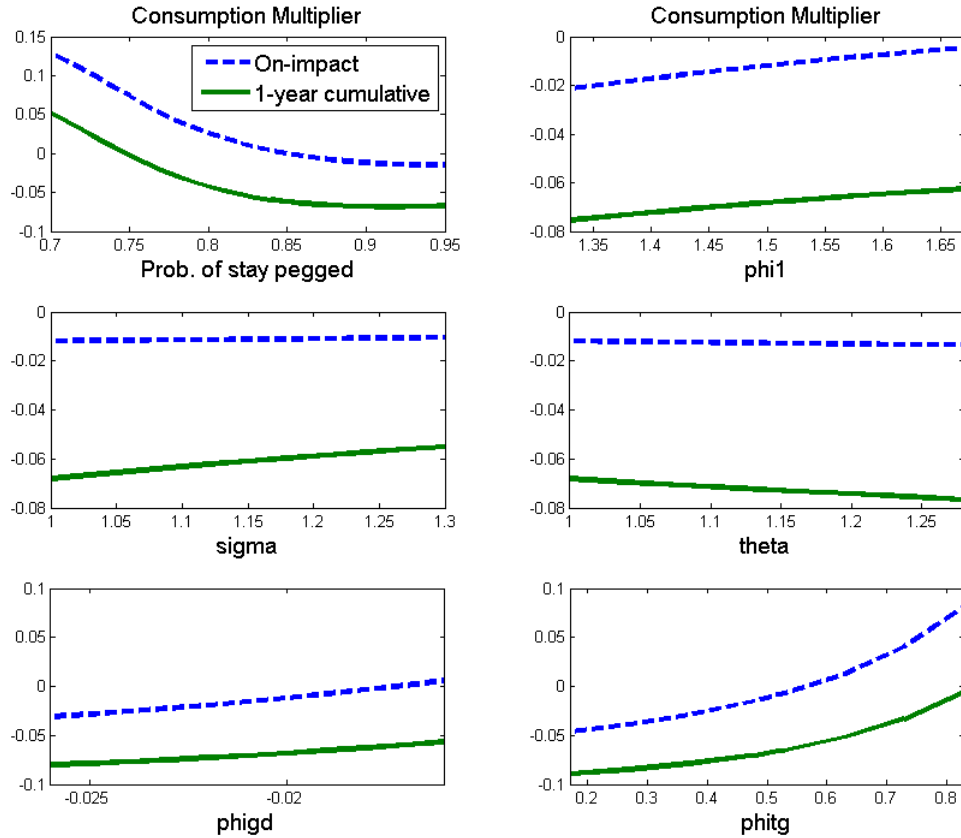 Consumption Multiplier
0.15
0.1
0.05
0
-0.05
-0.1
On-impact
1-year cumulative
0.7 0.75 0.8 0.85 0.9 0.95
Prob. of stay pegged
Consumption Multiplier
0
-0.02
-0.04
-0.06
-0.08
1.35 1.4 1.45 1.5 1.55 1.6 1.65
phi1
0
-0.02
-0.04
-0.06
-0.08
1 1.05 1.1 1.15 1.2 1.25 1.3
sigma
0
-0.02
-0.04
-0.06
-0.08
1 1.05 1.1 1.15 1.2 1.25
theta
0.1
0.05
0
-0.05
-0.1
-0.025 -0.02
phigd
0.1
0.05
0
-0.05
-0.1
0.2 0.3 0.4 0.5 0.6 0.7 0.8
phitg